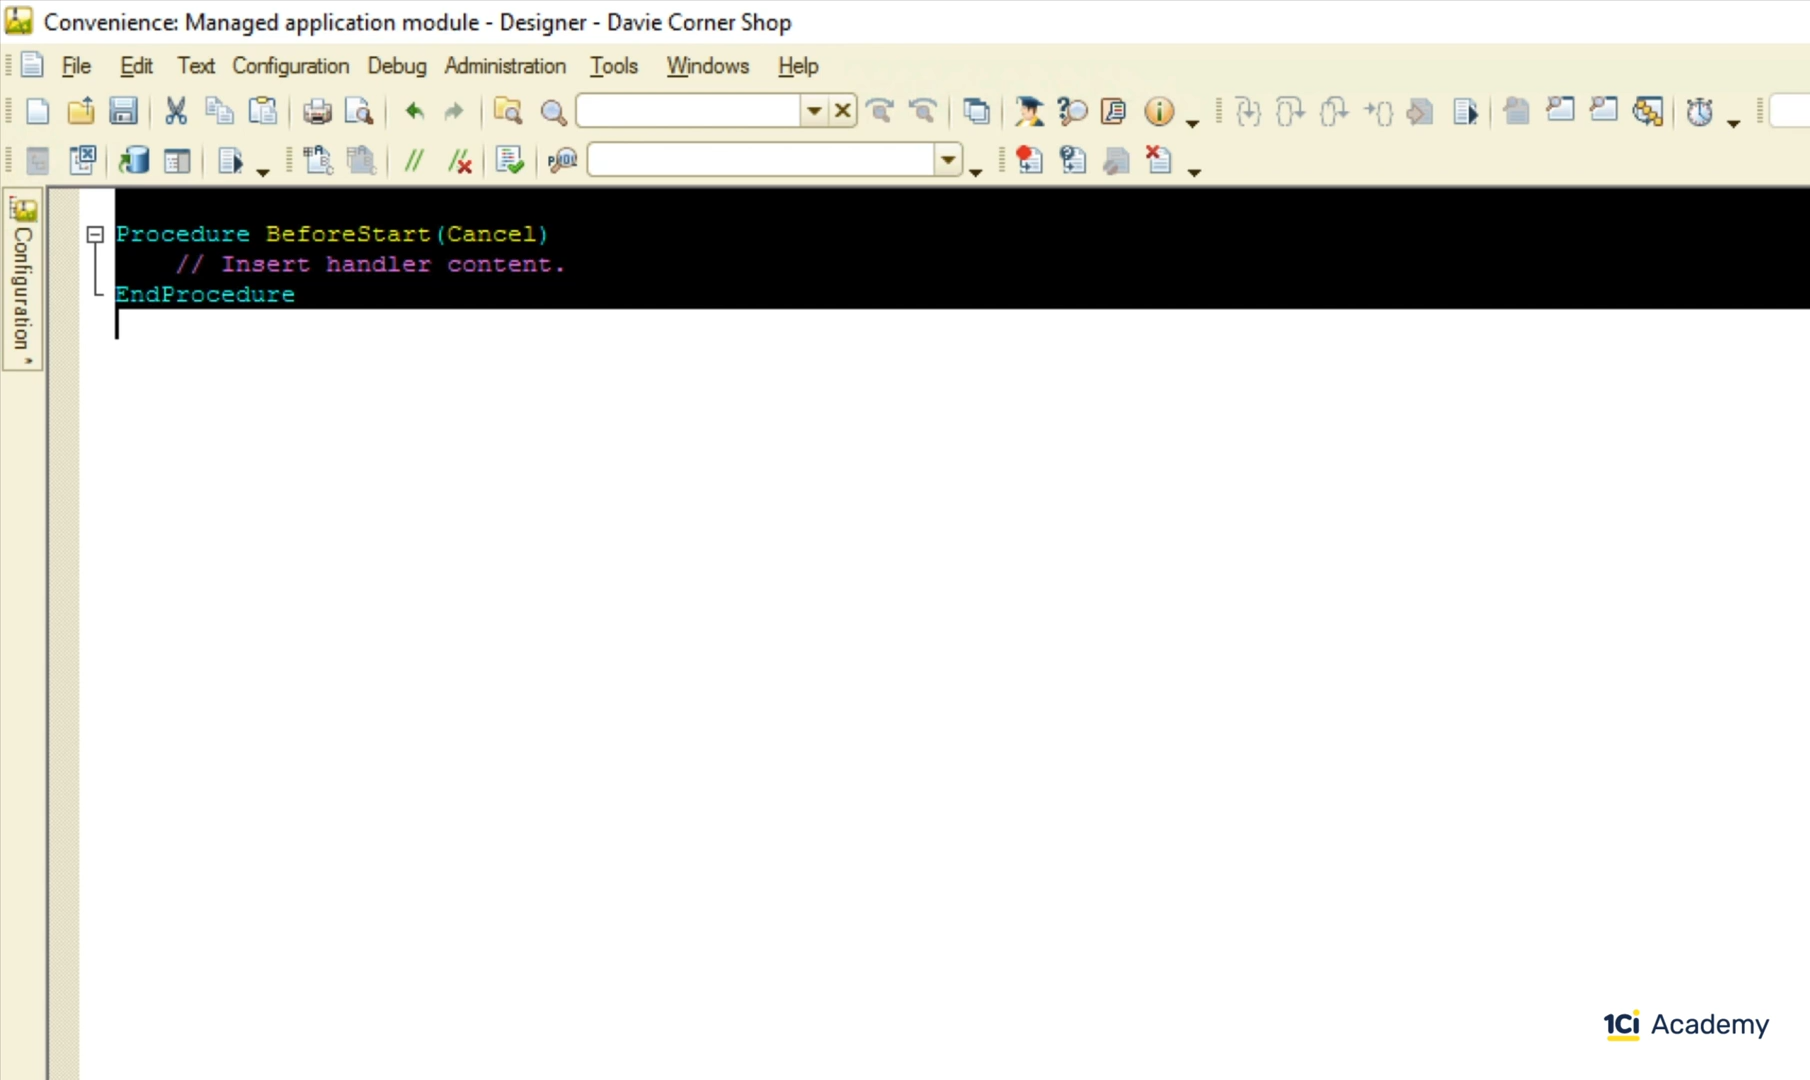 Convenience: Managed application module - Designer - Davie Corner Shop
File Edit Text Configuration Debug Administration Tools Windows Help
Configuration *
Procedure BeforeStart(Cancel)
// Insert handler content.
EndProcedure
1Ci Academy